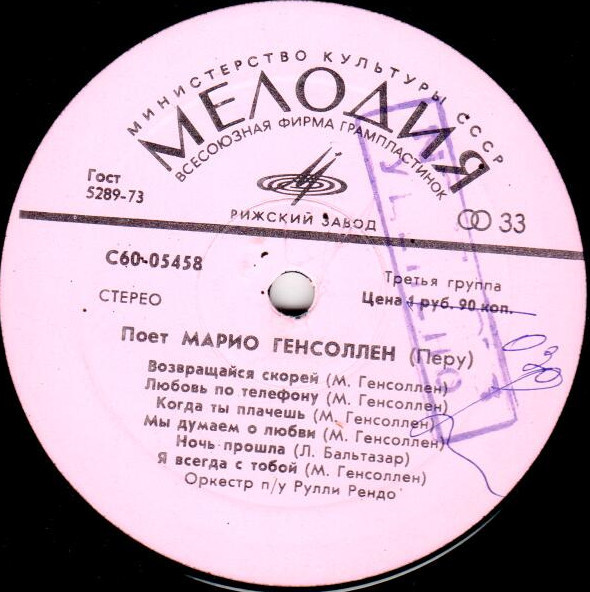 МИНИСТЕРСТВО КУЛЬТУРЫ СССР
МЕЛОДИЯ
ВСЕСОЮЗНАЯ ФИРМА ГРАМПЛАСТИНОК
Гост
5289-73
РИЖСКИЙ ЗАВОД
33
С60-05458
СТЕРЕО
Третья группа
Цена 1 руб. 90 коп.
Поет МАРИО ГЕНСОЛЛЕН (Перу)
Возвращайся скорей (М. Генсоллен)
Любовь по телефону (М. Генсоллен)
Когда ты плачешь (М. Генсоллен)
Мы думаем о любви (М. Генсоллен)
Ночь прошла (Л. Бальтазар)
Я всегда с тобой (М. Генсоллен)
Оркестр п/у Рулли Рендо